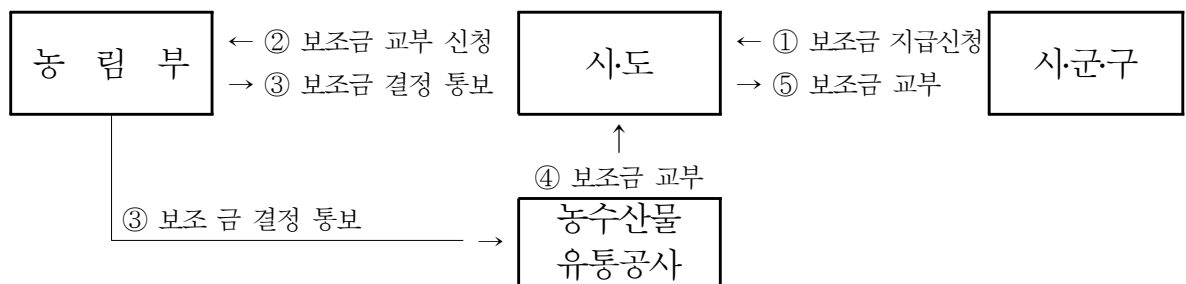 ← ② 보조금 교부 신청
← ① 보조금 지급신청
농 림 부
시·도
시·군·구
→ ③ 보조금 결정 통보
→ ⑤ 보조금 교부
↑
④ 보조금 교부
③ 보조 금 결정 통보 →
농수산물
유통공사